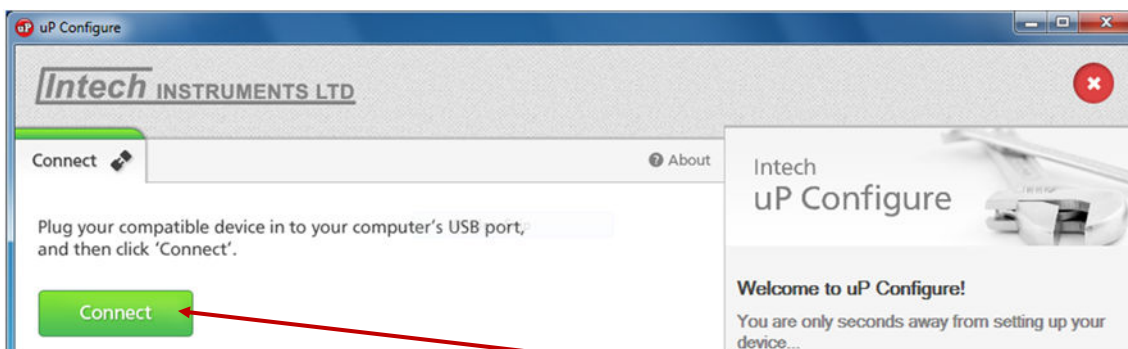 uP uP Configure
Intech INSTRUMENTS LTD
Connect
About
Plug your compatible device in to your computer's USB port,
and then click 'Connect'.
Connect
Intech
uP Configure
Welcome to uP Configure!
You are only seconds away from setting up your
device...